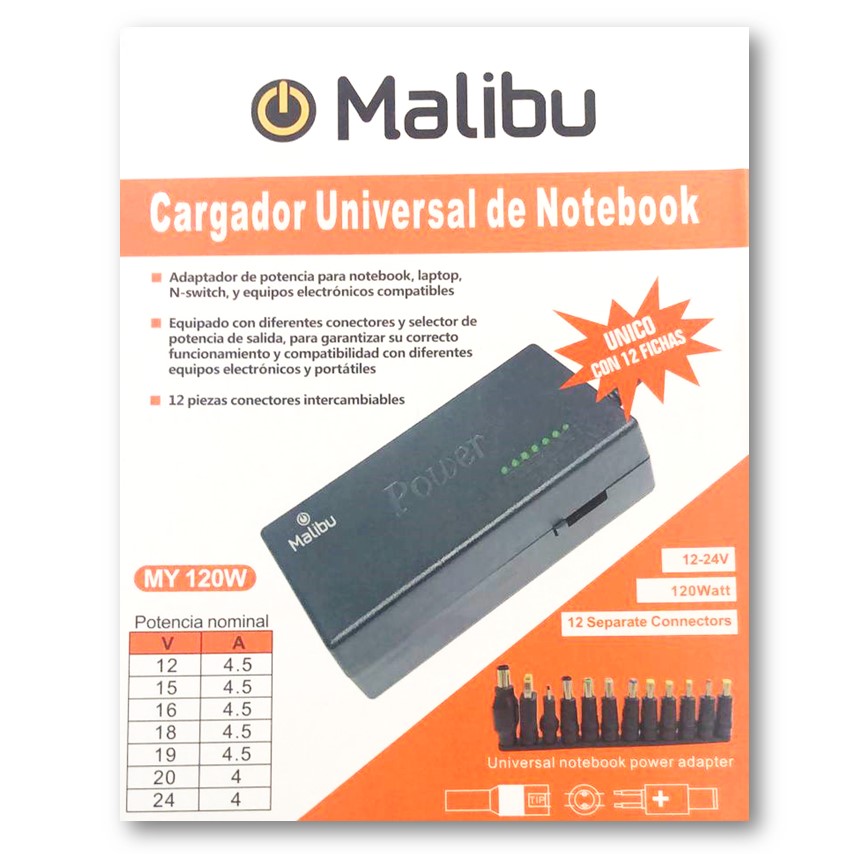 Malibu
Cargador Universal de Notebook
Adaptador de potencia para notebook, laptop,
N-switch, y equipos electrónicos compatibles
Equipado con diferentes conectores y selector de
potencia de salida, para garantizar su correcto
funcionamiento y compatibilidad con diferentes
equipos electrónicos y portátiles
12 piezas conectores intercambiables
UNICO
CON 12 FICHAS
Power
Malibu
MY 120W
Potencia nominal
V A
12 4.5
15 4.5
16 4.5
18 4.5
19 4.5
20 4
24 4
12-24V
120Watt
12 Separate Connectors
Universal notebook power adapter
TIP
+